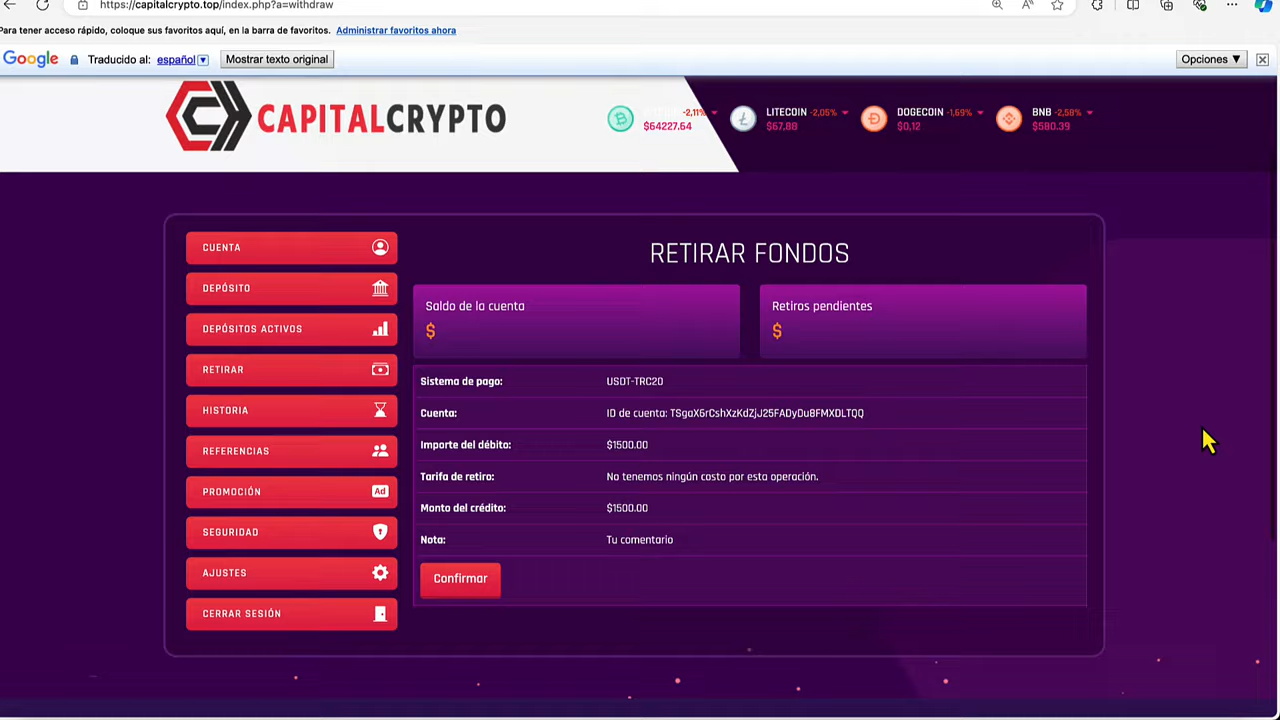 https://capitalcrypto.top/index.php?a=withdraw
Para tener acceso rápido, coloque sus favoritos aquí, en la barra de favoritos. Administrar favoritos ahora
Google Traducido al: español Mostrar texto original Opciones ▼
CAPITALCRYPTO
-2,11% LITECOIN -2,05% DOGECOIN -1,69% BNB -2,58%
$64227.64 $67,88 $0,12 $580.39
CUENTA
DEPÓSITO
DEPÓSITOS ACTIVOS
RETIRAR
HISTORIA
REFERENCIAS
PROMOCIÓN Ad
SEGURIDAD
AJUSTES
CERRAR SESIÓN
RETIRAR FONDOS
Saldo de la cuenta
$
Retiros pendientes
$
Sistema de pago: USDT-TRC20
Cuenta: ID de cuenta: TSgaX6rCshXzKdZjJ25FADyDu8FMXDLTQQ
Importe del débito: $1500.00
Tarifa de retiro: No tenemos ningún costo por esta operación.
Monto del crédito: $1500.00
Nota: Tu comentario
Confirmar